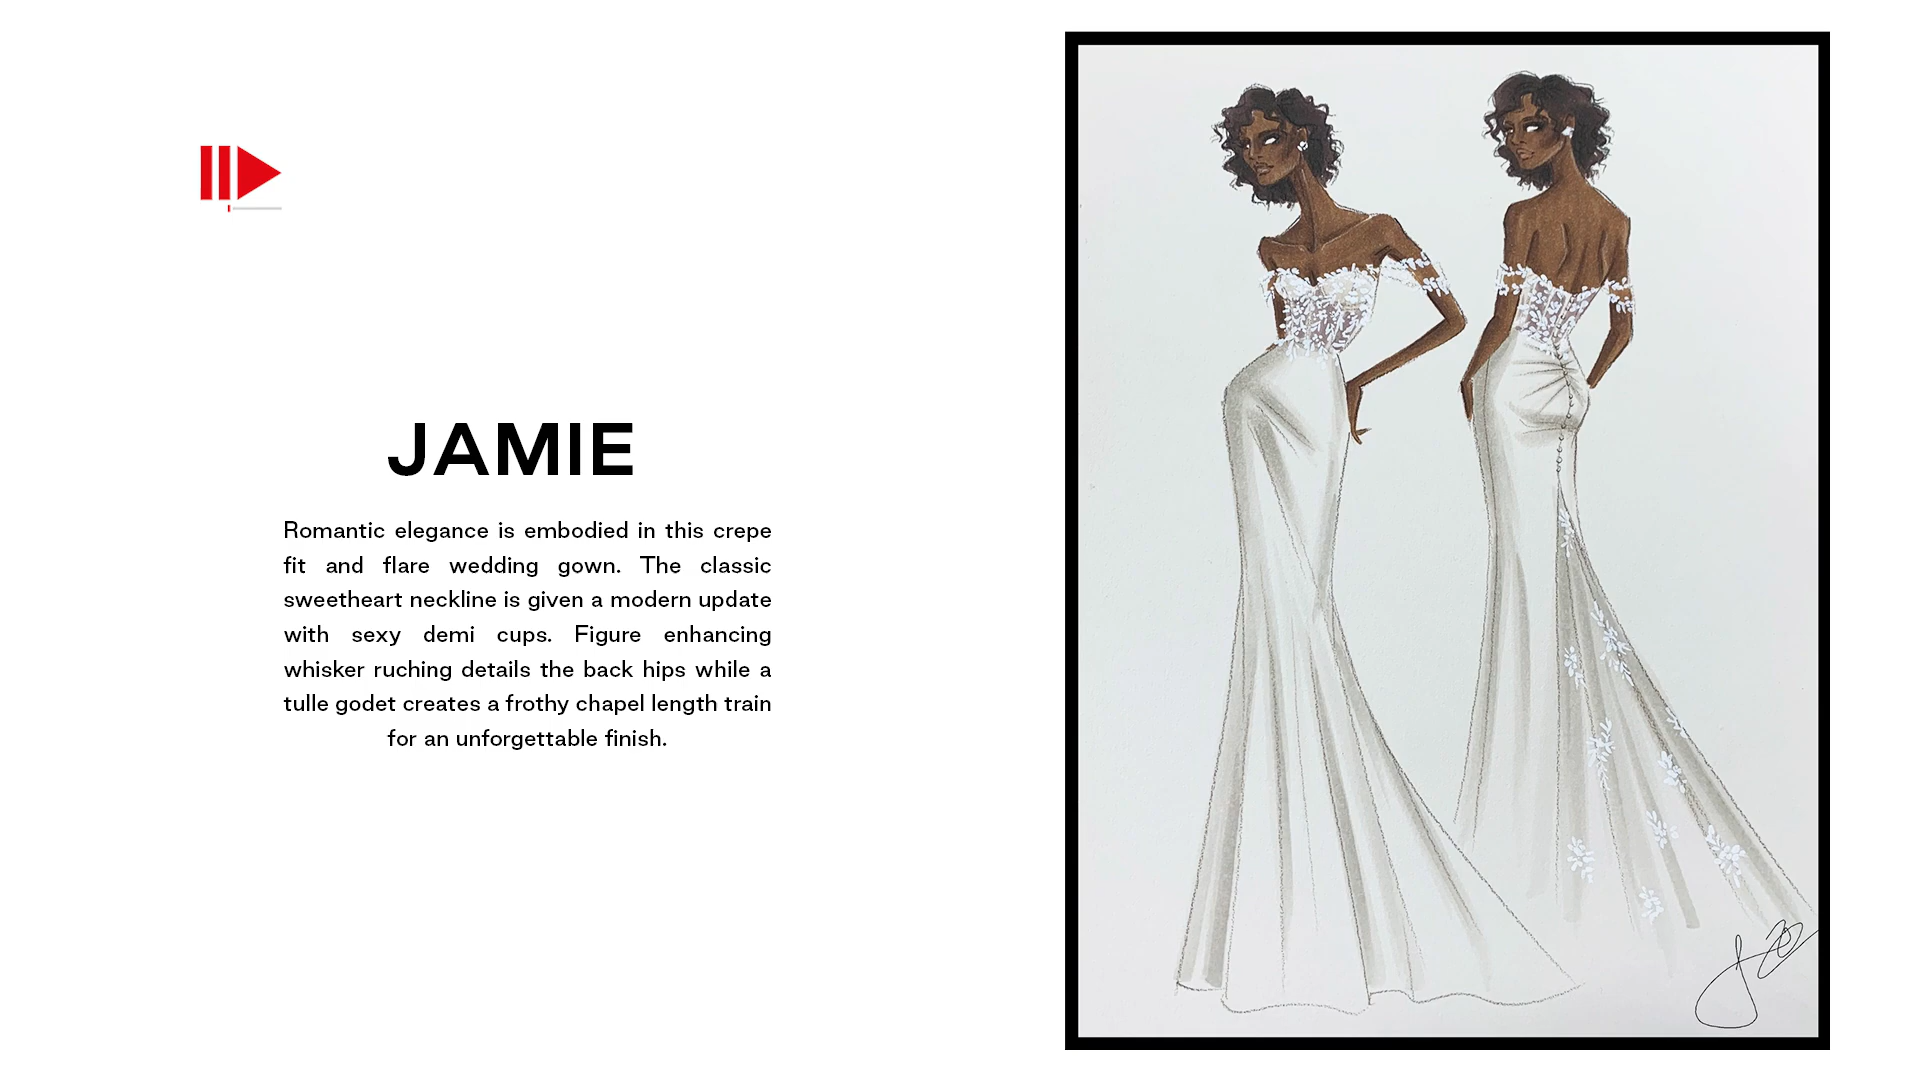 JAMIE
Romantic elegance is embodied in this crepe
fit and flare wedding gown. The classic
sweetheart neckline is given a modern update
with sexy demi cups. Figure enhancing
whisker ruching details the back hips while a
tulle godet creates a frothy chapel length train
for an unforgettable finish.